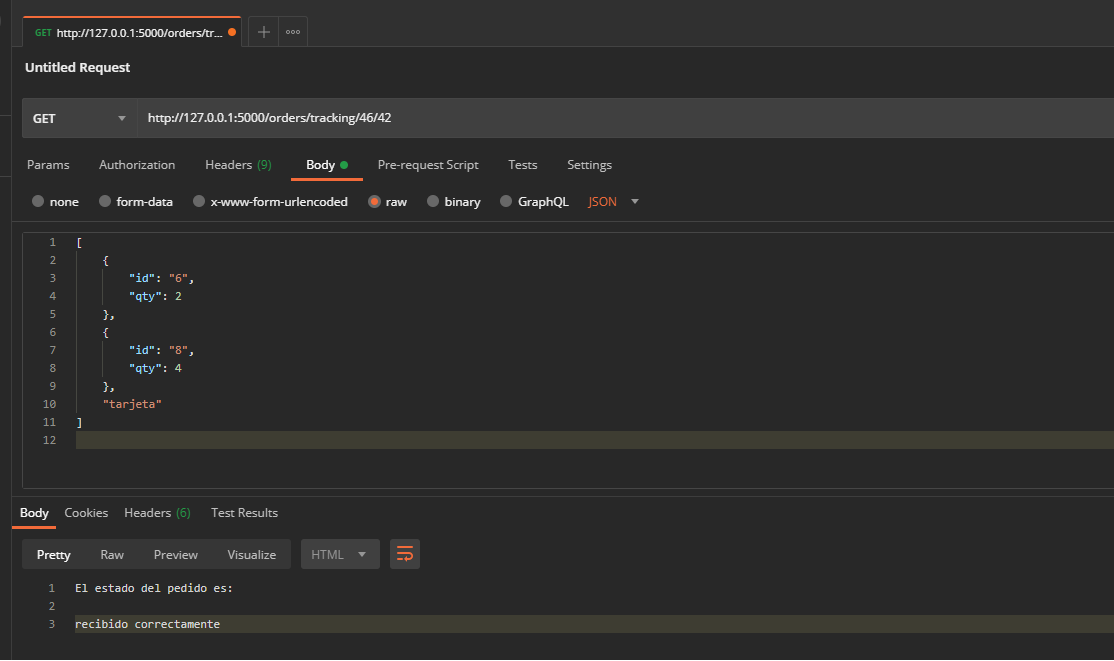 GET http://127.0.0.1:5000/orders/tr...
Untitled Request
GET http://127.0.0.1:5000/orders/tracking/46/42
Params Authorization Headers (9) Body Pre-request Script Tests Settings
none form-data x-www-form-urlencoded raw binary GraphQL JSON
1 [
2 {
3 "id": "6",
4 "qty": 2
5 },
6 {
7 "id": "8",
8 "qty": 4
9 },
10 "tarjeta"
11 ]
12
Body Cookies Headers (6) Test Results
Pretty Raw Preview Visualize HTML
1 El estado del pedido es:
2
3 recibido correctamente